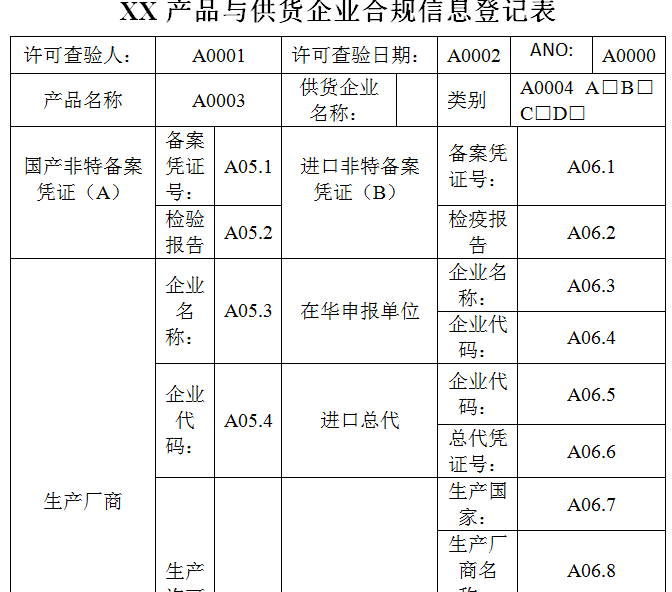 XX 产品与供货企业合规信息登记表
许可查验人： A0001 许可查验日期： A0002 ANO: A0000
产品名称 A0003 供货企业
名称： 类别 A0004 A□B□
C□D□
国产非特备案
凭证（A）
备案
凭证
号：
A05.1
进口非特备案
凭证（B）
备案凭
证号：
A06.1
检验
报告
A05.2
检疫报
告
A06.2
生产厂商
企业
名
称：
A05.3
在华申报单位
企业名
称：
A06.3
企业代
码：
A06.4
企业
代
码：
A05.4
进口总代
企业代
码：
A06.5
总代凭
证号：
A06.6
生产
生产国
家：
A06.7
生产厂
商名
A06.8